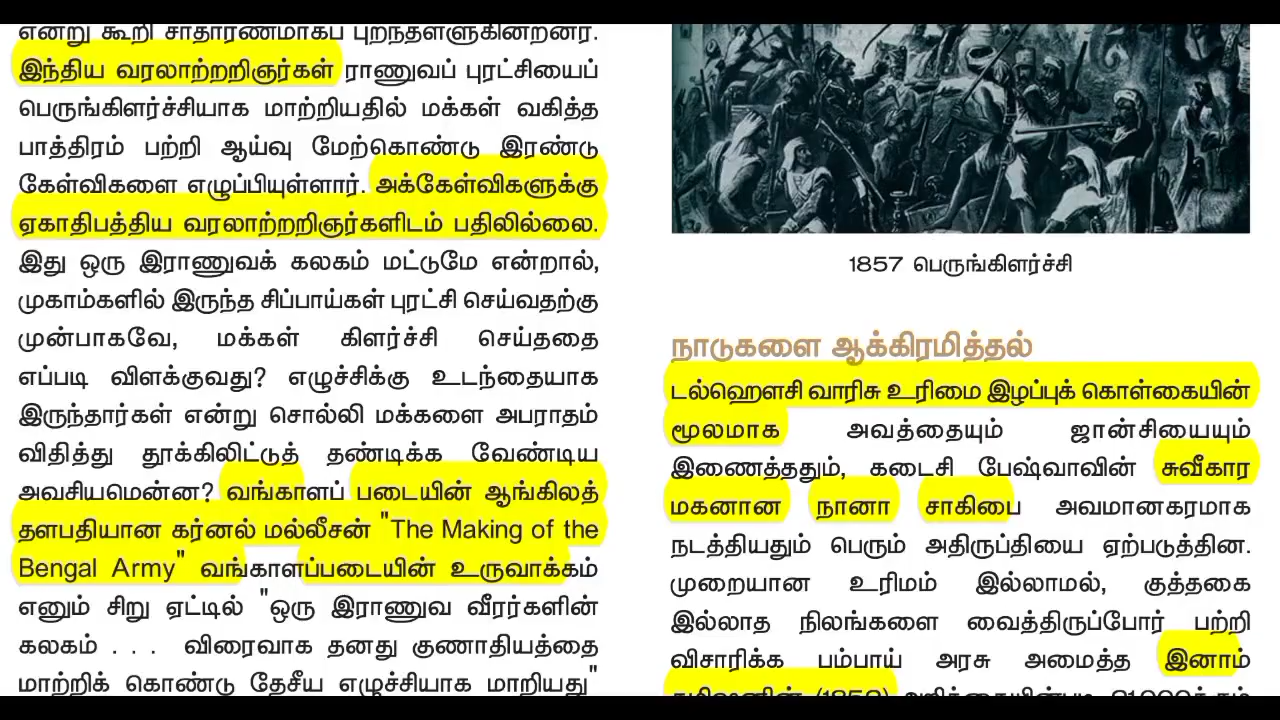 என்று கூறி சாதாரணமாகப் புறந்தள்ளுகின்றனர்.
இந்திய வரலாற்றறிஞர்கள் ராணுவப் புரட்சியைப்
பெருங்கிளர்ச்சியாக மாற்றியதில் மக்கள் வகித்த
பாத்திரம் பற்றி ஆய்வு மேற்கொண்டு இரண்டு
கேள்விகளை எழுப்பியுள்ளார். அக்கேள்விகளுக்கு
ஏகாதிபத்திய வரலாற்றறிஞர்களிடம் பதிலில்லை.
இது ஒரு இராணுவக் கலகம் மட்டுமே என்றால்,
முகாம்களில் இருந்த சிப்பாய்கள் புரட்சி செய்வதற்கு
முன்பாகவே, மக்கள் கிளர்ச்சி செய்ததை
எப்படி விளக்குவது? எழுச்சிக்கு உடந்தையாக
இருந்தார்கள் என்று சொல்லி மக்களை அபராதம்
விதித்து தூக்கிலிட்டுத் தண்டிக்க வேண்டிய
அவசியமென்ன? வங்காளப் படையின் ஆங்கிலத்
தளபதியான கர்னல் மல்லீசன் "The Making of the
Bengal Army" வங்காளப்படையின் உருவாக்கம்
எனும் சிறு ஏட்டில் "ஒரு இராணுவ வீரர்களின்
கலகம் . . . விரைவாக தனது குணாதியத்தை
மாற்றிக் கொண்டு தேசீய எழுச்சியாக மாறியது"
1857 பெருங்கிளர்ச்சி
நாடுகளை ஆக்கிரமித்தல்
டல்ஹௌசி வாரிசு உரிமை இழப்புக் கொள்கையின்
மூலமாக அவத்தையும் ஜான்சியையும்
இணைத்ததும், கடைசி பேஷ்வாவின் சுவீகார
மகனான நானா சாகிபை அவமானகரமாக
நடத்தியதும் பெரும் அதிருப்தியை ஏற்படுத்தின.
முறையான உரிமம் இல்லாமல், குத்தகை
இல்லாத நிலங்களை வைத்திருப்போர் பற்றி
விசாரிக்க பம்பாய் அரசு அமைத்த இனாம்
கமிஷனின் (1852) அறிக்கையின்படி,